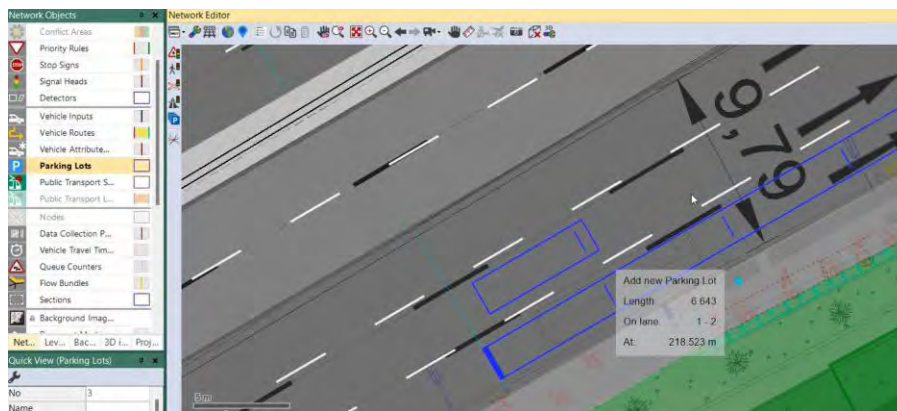 Network Objects
Conflict Areas
Priority Rules
Stop Signs
Signal Heads
Detectors
Vehicle Inputs
Vehicle Routes
Vehicle Attribute...
Parking Lots
Public Transport S...
Public Transport L...
Nodes
Data Collection P...
Vehicle Travel Tim...
Queue Counters
Flow Bundles
Sections
Background Imag...
Net...
Lev...
Bac...
3D i...
Proj...
Quick View (Parking Lots)
No
3
Name
Network Editor
9,79
Add new Parking Lot
Length 6.643
On lane 1 - 2
At: 218.523 m
5 m